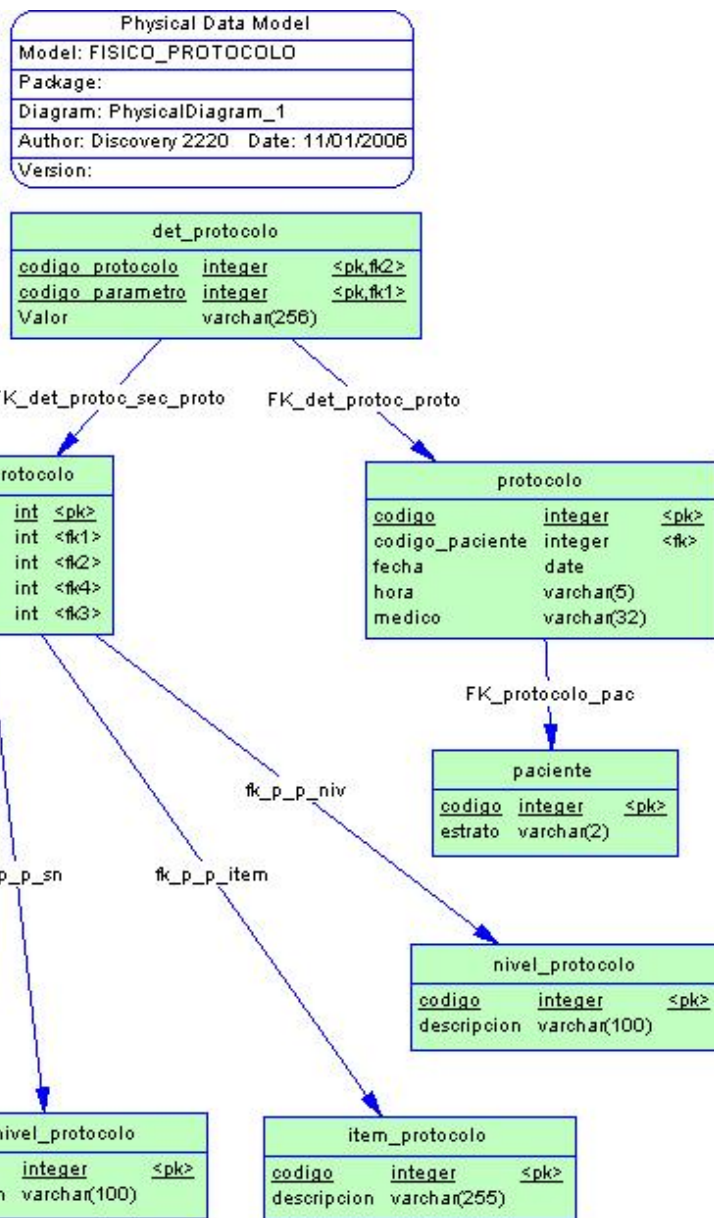 Physical Data Model
Model: FISICO_PROTOCOLO
Package:
Diagram: PhysicalDiagram_1
Author: Discovery 2220 Date: 11/01/2006
Version:
det_protocolo
codigo_protocolo integer <pk,fk2>
codigo_parametro integer <pk,fk1>
Valor varchar(256)
FK_det_protoc_sec_proto
FK_det_protoc_proto
rotocolo
int <pk>
int <fk1>
int <fk2>
int <fk4>
int <fk3>
protocolo
codigo integer <pk>
codigo_paciente integer <fk>
fecha date
hora varchar(5)
medico varchar(32)
FK_protocolo_pac
paciente
codigo integer <pk>
estrato varchar(2)
fk_p_p_niv
p_p_sn
fk_p_p_item
nivel_protocolo
codigo integer <pk>
descripcion varchar(100)
nivel_protocolo
integer <pk>
n varchar(100)
item_protocolo
codigo integer <pk>
descripcion varchar(255)